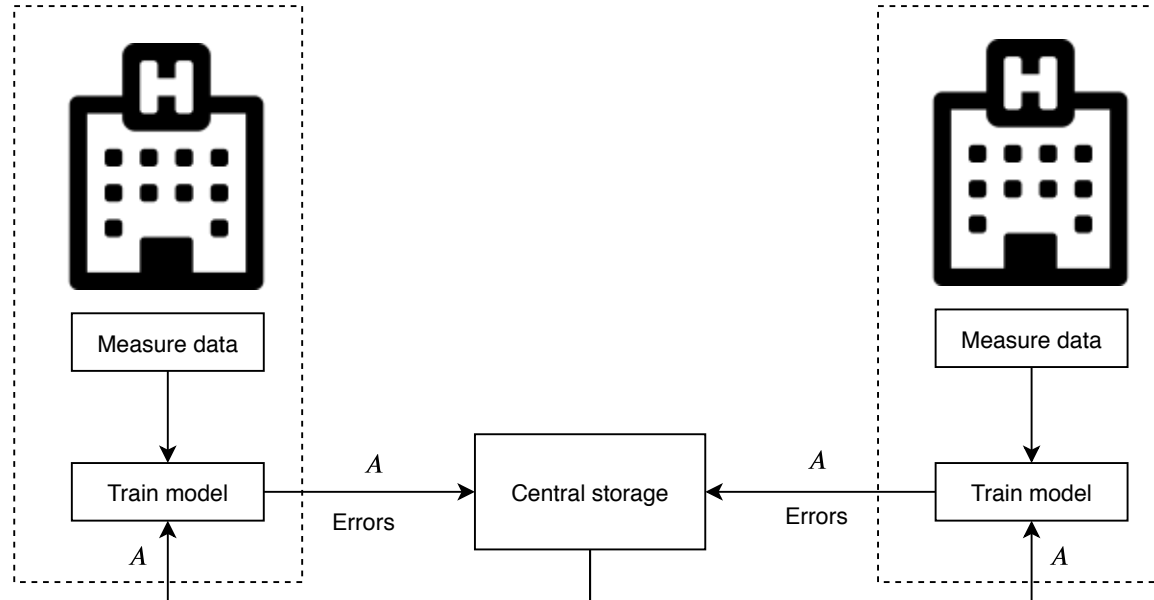 H
H
Measure data
Measure data
A
A
Train model
Central storage
Train model
Errors
Errors
A
A